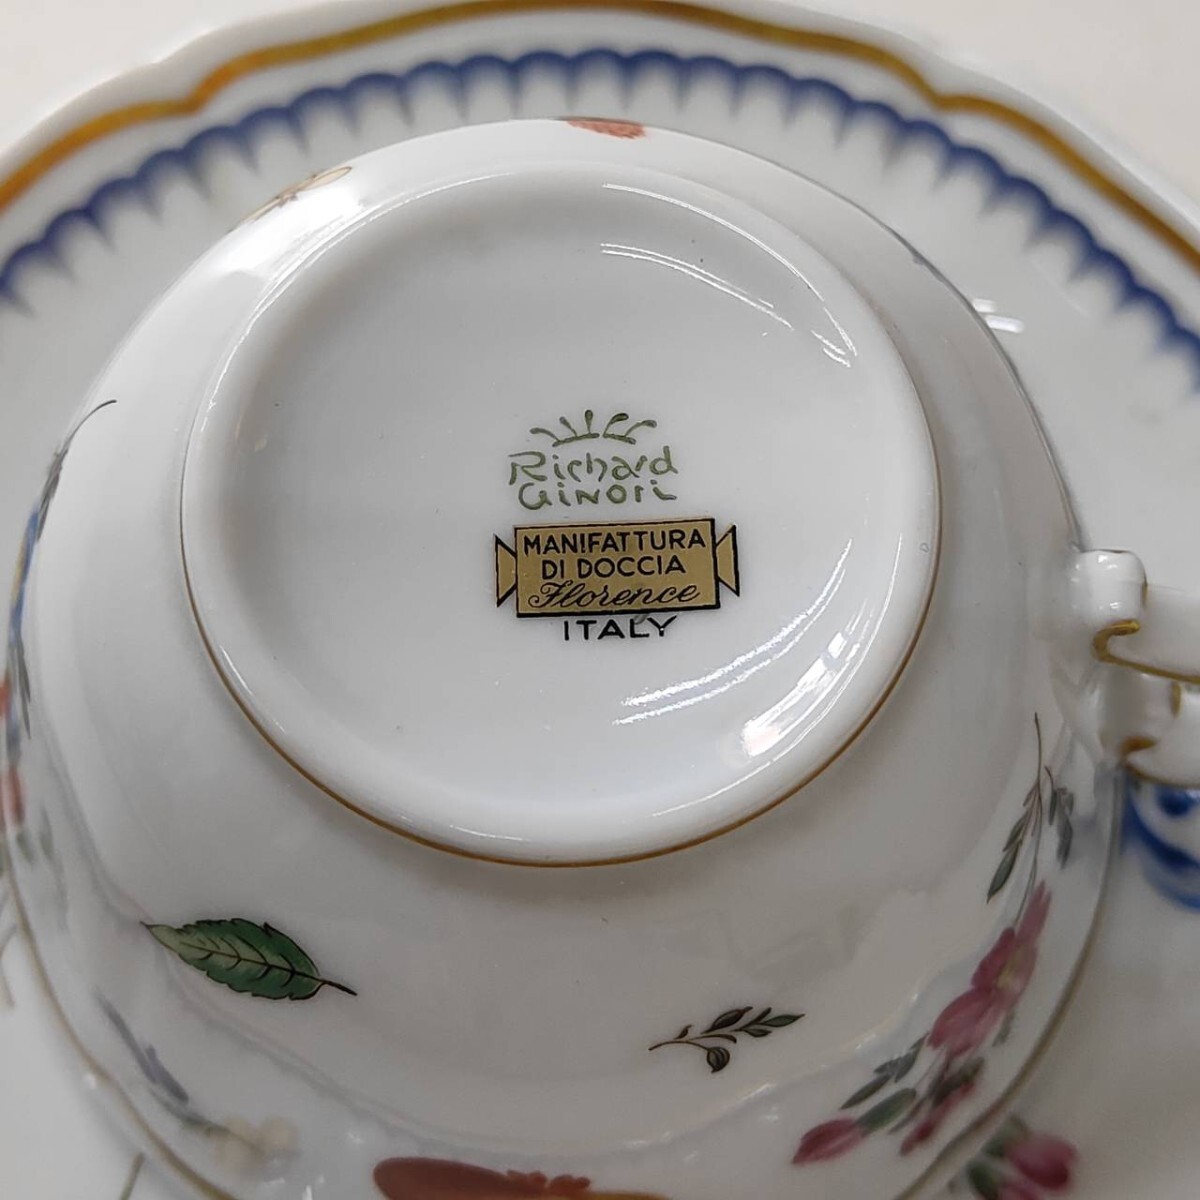 Richard
GINORI
MANIFATTURA
DI DOCCIA
Florence
ITALY